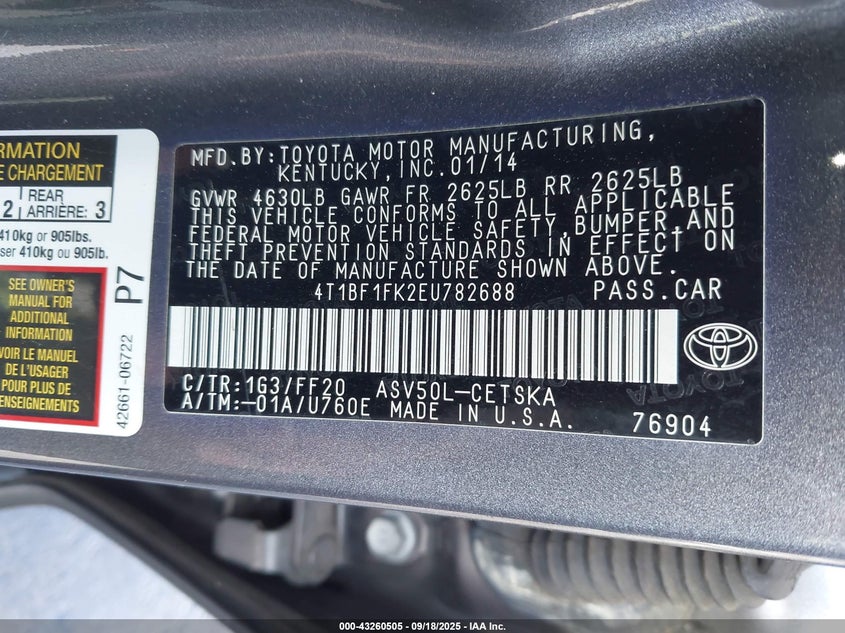 RMATION
E CHARGEMENT
2 REAR ARRIÈRE: 3
410kg or 905lbs.
ser 410kg ou 905lb.
SEE OWNER'S
MANUAL FOR
ADDITIONAL
INFORMATION
VOIR LE MANUEL
DE L'USAGER
POUR PLUS DE
RENSEIGNEMENTS
P7
42661-06722
MFD.BY:TOYOTA MOTOR MANUFACTURING,
KENTUCKY,INC.01/14
GVWR 4630LB GAWR FR 2625LB RR 2625LB
THIS VEHICLE CONFORMS TO ALL APPLICABLE
FEDERAL MOTOR VEHICLE SAFETY,BUMPER,AND
THEFT PREVENTION STANDARDS IN EFFECT ON
THE DATE OF MANUFACTURE SHOWN ABOVE.
4T1BF1FK2EU782688 PASS.CAR
C/TR:1G3/FF20 ASV50L-CETSKA
A/TM:-01A/U760E MADE IN U.S.A. 76904
TOYOTA
000-43260505 - 09/18/2025 - IAA Inc.